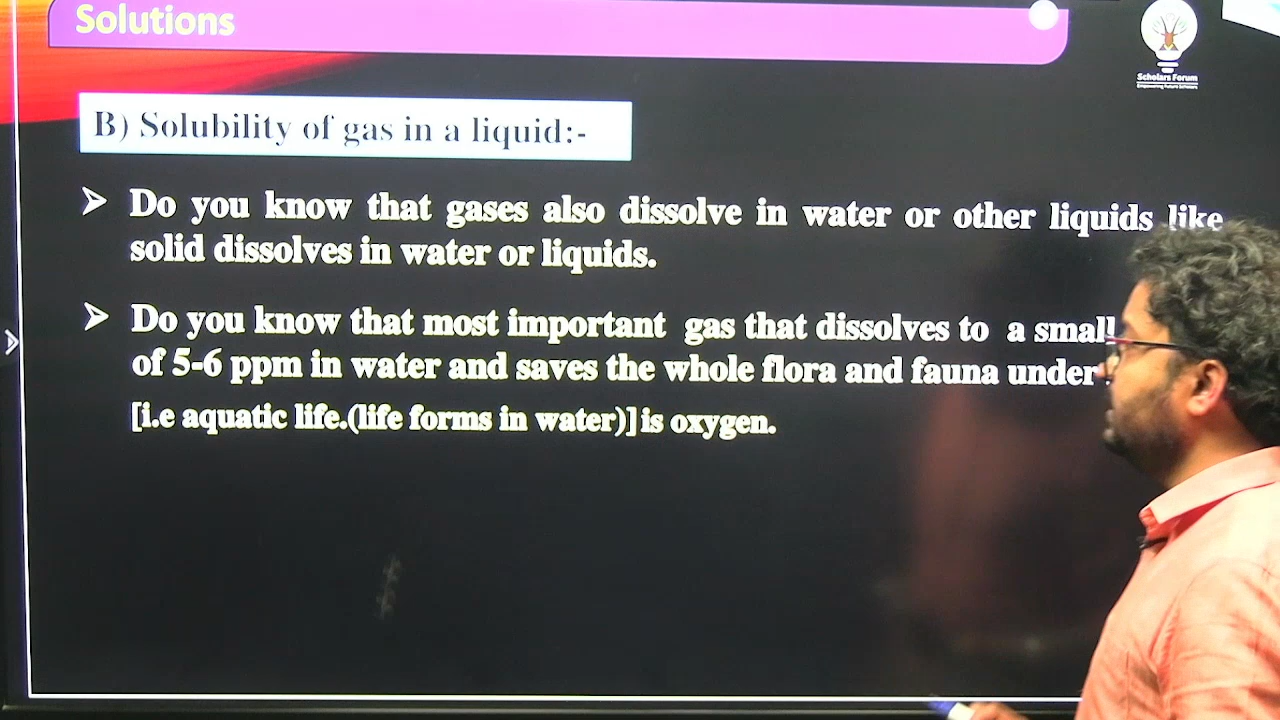 Solutions
Scholars Forum
Empowering Future Scholars
B) Solubility of gas in a liquid:-
➢ Do you know that gases also dissolve in water or other liquids like
solid dissolves in water or liquids.
➢ Do you know that most important gas that dissolves to a small
of 5-6 ppm in water and saves the whole flora and fauna under
[i.e aquatic life.(life forms in water)] is oxygen.